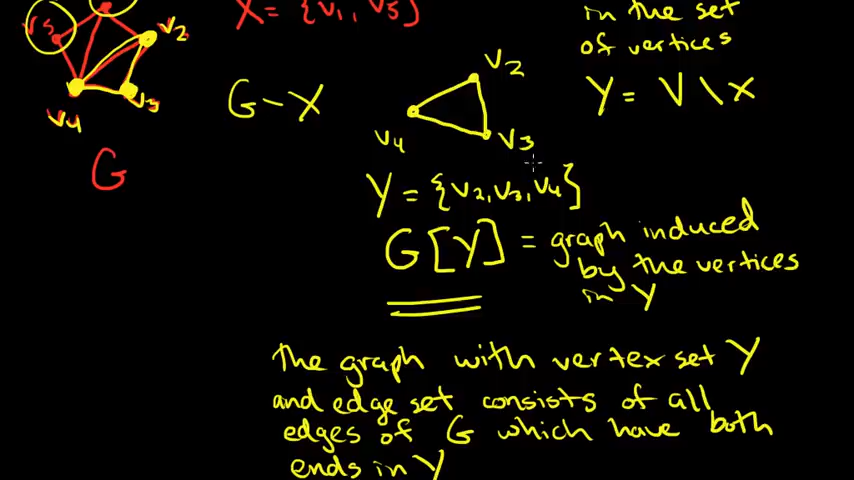 X = {v1, v5}
in the set
of vertices
Y = V \ X
v5
v2
v3
v4
G
G - X
v2
v4
v3
Y = {v2, v3, v4}
G[Y] = graph induced
by the vertices
in Y
The graph with vertex set Y
and edge set consists of all
edges of G which have both
ends in Y